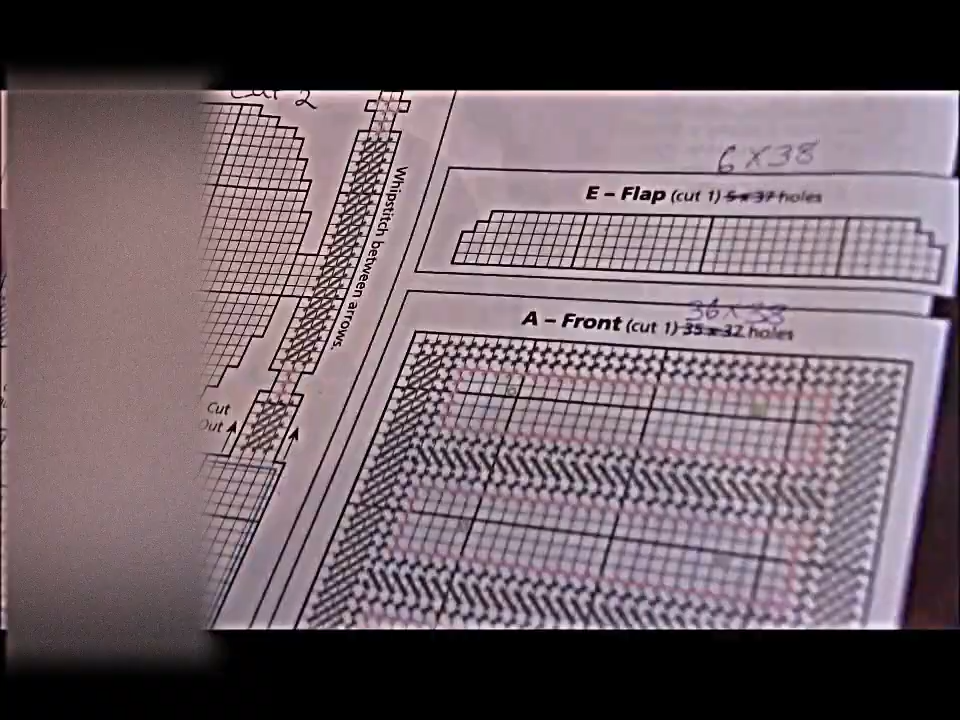 Cut 2
Whipstitch between arrows.
Cut
Out
6 x 38
E – Flap (cut 1) 5 x 37 holes
36 x 38
A – Front (cut 1) 35 x 37 holes